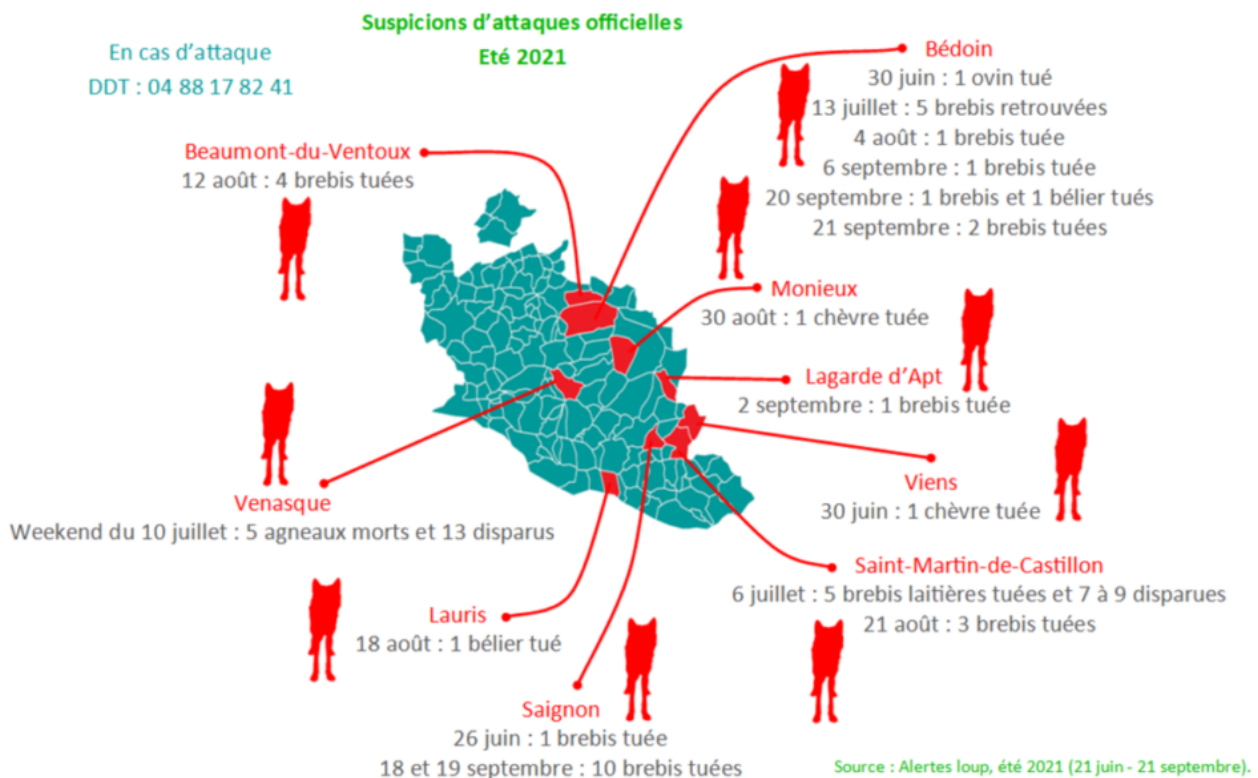 Suspicions d'attaques officielles
Eté 2021
En cas d'attaque
DDT : 04 88 17 82 41
Bédoin
30 juin : 1 ovin tué
13 juillet : 5 brebis retrouvées
4 août : 1 brebis tuée
6 septembre : 1 brebis tuée
20 septembre : 1 brebis et 1 bélier tués
21 septembre : 2 brebis tuées
Beaumont-du-Ventoux
12 août : 4 brebis tuées
Monieux
30 août : 1 chèvre tuée
Lagarde d'Apt
2 septembre : 1 brebis tuée
Viens
30 juin : 1 chèvre tuée
Venasque
Weekend du 10 juillet : 5 agneaux morts et 13 disparus
Saint-Martin-de-Castillon
6 juillet : 5 brebis laitières tuées et 7 à 9 disparues
21 août : 3 brebis tuées
Lauris
18 août : 1 bélier tué
Saignon
26 juin : 1 brebis tuée
18 et 19 septembre : 10 brebis tuées
Source : Alertes loup, été 2021 (21 juin - 21 septembre).